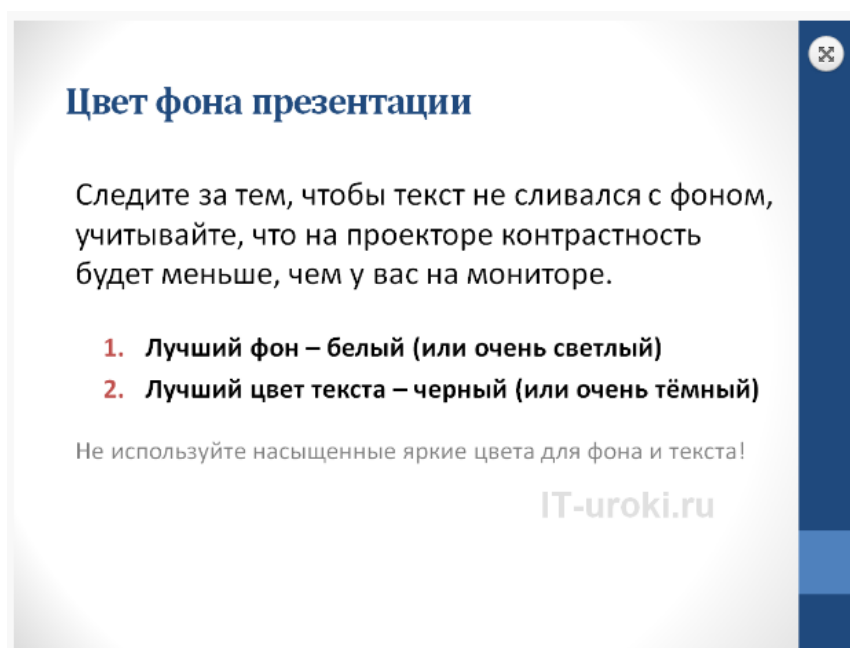 Цвет фона презентации
Следите за тем, чтобы текст не сливался с фоном,
учитывайте, что на проекторе контрастность
будет меньше, чем у вас на мониторе.
1. Лучший фон – белый (или очень светлый)
2. Лучший цвет текста – черный (или очень тёмный)
Не используйте насыщенные яркие цвета для фона и текста!
IT-uroki.ru